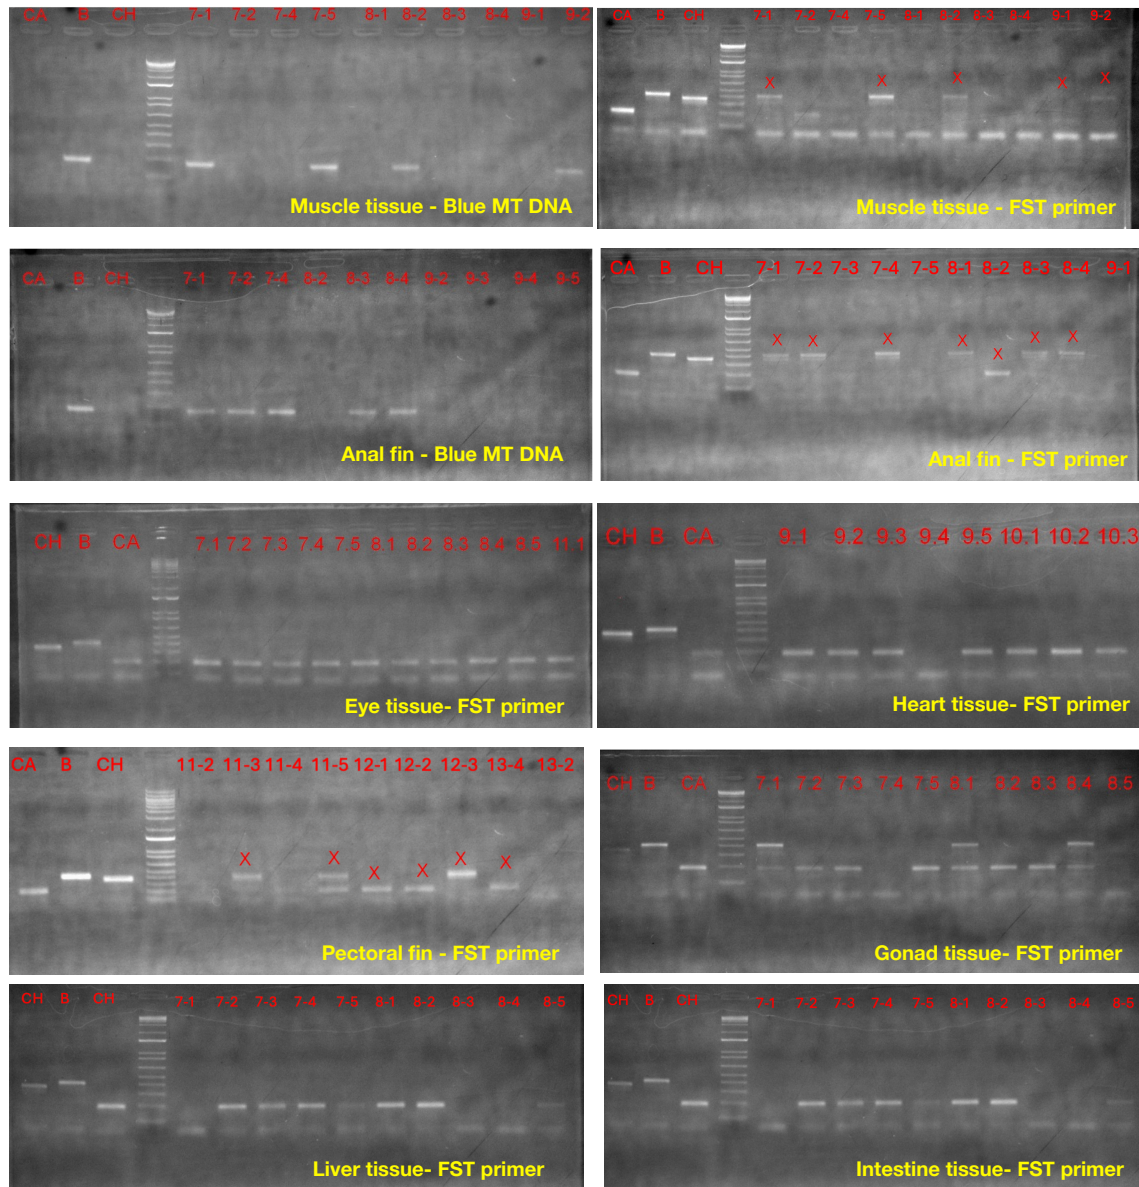 CA B CH 7-1 7-2 7-4 7-5 8-1 8-2 8-3 8-4 9-1 9-2
Muscle tissue - Blue MT DNA
CA B CH 7-1 7-2 7-4 7-5 8-1 8-2 8-3 8-4 9-1 9-2
X X X X X
Muscle tissue - FST primer
CA B CH 7-1 7-2 7-4 8-2 8-3 8-4 9-2 9-3 9-4 9-5
Anal fin - Blue MT DNA
CA B CH 7-1 7-2 7-3 7-4 7-5 8-1 8-2 8-3 8-4 9-1
X X X X X X X
Anal fin - FST primer
CH B CA 7.1 7.2 7.3 7.4 7.5 8.1 8.2 8.3 8.4 8.5 11.1
Eye tissue- FST primer
CH B CA 9.1 9.2 9.3 9.4 9.5 10.1 10.2 10.3
Heart tissue- FST primer
CA B CH 11-2 11-3 11-4 11-5 12-1 12-2 12-3 13-4 13-2
X X X X X X
Pectoral fin - FST primer
CH B CA 7.1 7.2 7.3 7.4 7.5 8.1 8.2 8.3 8.4 8.5
Gonad tissue- FST primer
CH B CH 7-1 7-2 7-3 7-4 7-5 8-1 8-2 8-3 8-4 8-5
Liver tissue- FST primer
CH B CH 7-1 7-2 7-3 7-4 7-5 8-1 8-2 8-3 8-4 8-5
Intestine tissue- FST primer